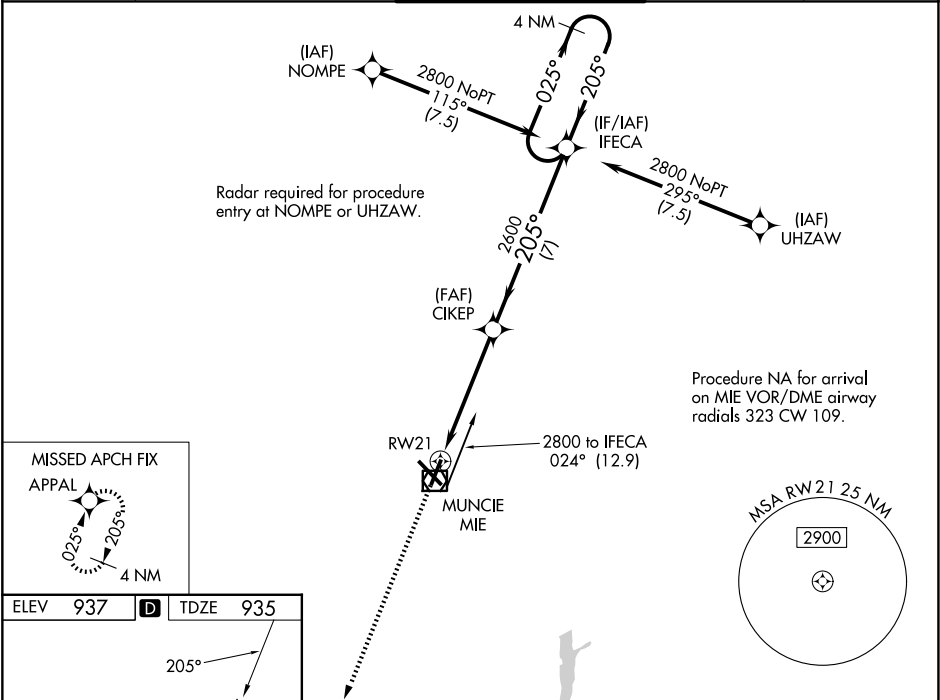 4 NM
(IAF)
NOMPE
2800 NoPT
115°
(7.5)
025°
205°
(IF/IAF)
IFECA
2800 NoPT
295°
(7.5)
(IAF)
UHZAW
Radar required for procedure
entry at NOMPE or UHZAW.
2600
205°
(7)
(FAF)
CIKEP
Procedure NA for arrival
on MIE VOR/DME airway
radials 323 CW 109.
RW21
2800 to IFECA
024° (12.9)
MUNCIE
MIE
MISSED APCH FIX
APPAL
025°
205°
4 NM
MSA RW 21 25 NM
2900
ELEV 937 D TDZE 935
205°